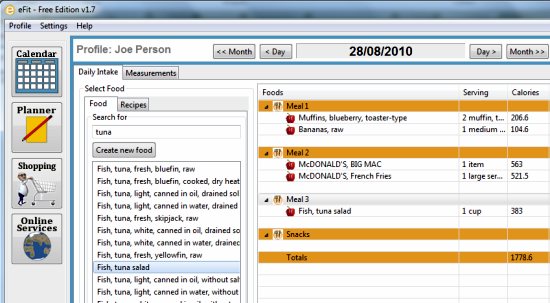 eFit - Free Edition v1.7
Profile Settings Help
Calendar
Planner
Shopping
Online
Services
Profile: Joe Person
<< Month < Day 28/08/2010 Day > Month >>
Daily Intake Measurements
Select Food
Food Recipes
Search for
tuna
Create new food
Fish, tuna, fresh, bluefin, raw
Fish, tuna, fresh, bluefin, cooked, dry heat
Fish, tuna, light, canned in oil, drained sol
Fish, tuna, light, canned in water, drained
Fish, tuna, fresh, skipjack, raw
Fish, tuna, white, canned in oil, drained so
Fish, tuna, white, canned in water, drained
Fish, tuna, fresh, yellowfin, raw
Fish, tuna salad
Fish, tuna, light, canned in oil, without salt
Fish, tuna, light, canned in water, without
Foods Serving Calories
Meal 1
Muffins, blueberry, toaster-type 2 muffin, t... 206.6
Bananas, raw 1 medium ... 104.6
Meal 2
McDONALD'S, BIG MAC 1 item 563
McDONALD'S, French Fries 1 large ser... 521.5
Meal 3
Fish, tuna salad 1 cup 383
Snacks
Totals 1778.6